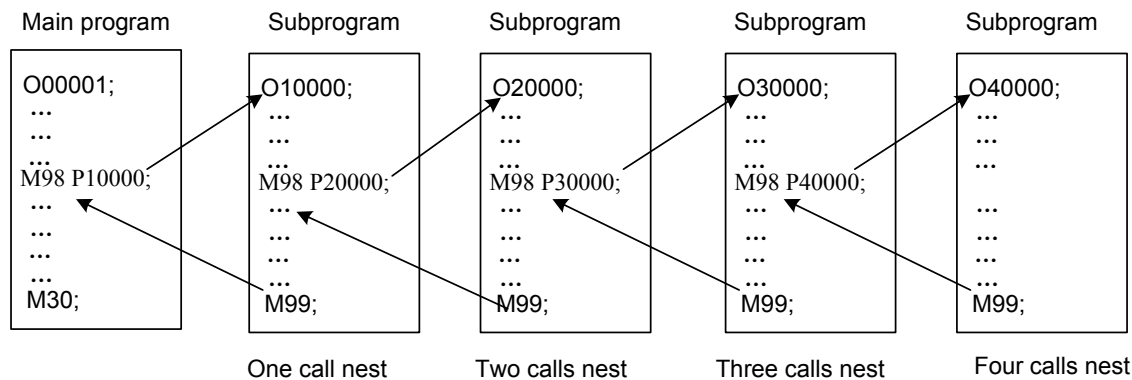 Main program
Subprogram
Subprogram
Subprogram
Subprogram
O00001;
...
...
...
M98 P10000;
...
...
...
...
M30;
O10000;
...
...
...
M98 P20000;
...
...
...
...
M99;
O20000;
...
...
...
M98 P30000;
...
...
...
...
M99;
O30000;
...
...
...
M98 P40000;
...
...
...
...
M99;
O40000;
...
...
...
...
...
...
...
M99;
One call nest
Two calls nest
Three calls nest
Four calls nest